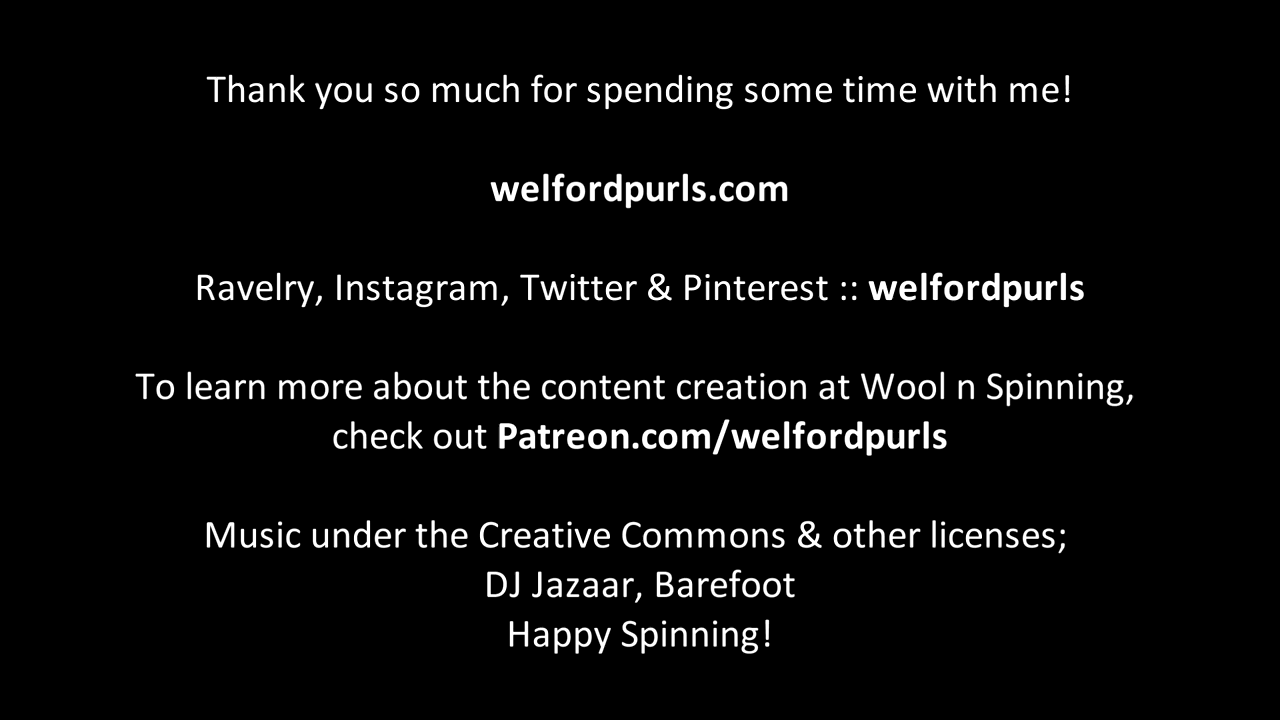 Thank you so much for spending some time with me!
welfordpurls.com
Ravelry, Instagram, Twitter & Pinterest :: welfordpurls
To learn more about the content creation at Wool n Spinning,
check out Patreon.com/welfordpurls
Music under the Creative Commons & other licenses;
DJ Jazaar, Barefoot
Happy Spinning!